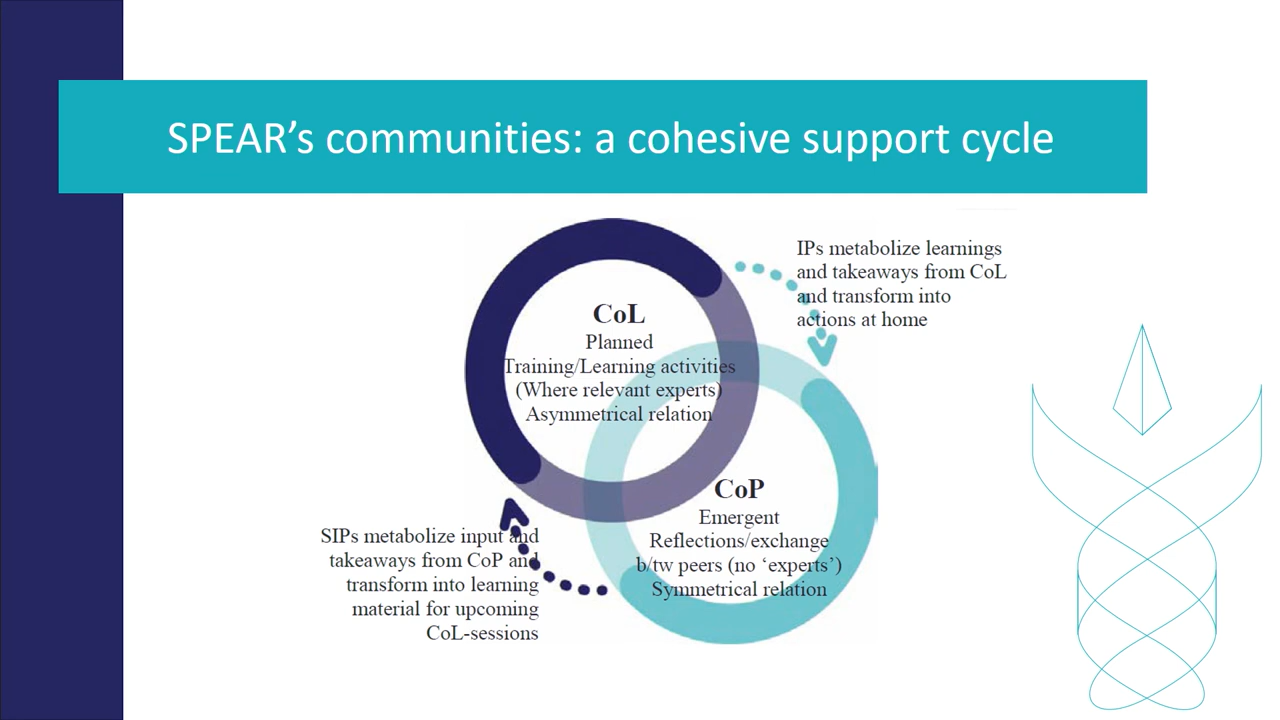 SPEAR’s communities: a cohesive support cycle
IPs metabolize learnings
and takeaways from CoL
and transform into
actions at home
CoL
Planned
Training/Learning activities
(Where relevant experts)
Asymmetrical relation
CoP
Emergent
Reflections/exchange
b/tw peers (no ‘experts’)
Symmetrical relation
SIPs metabolize input and
takeaways from CoP and
transform into learning
material for upcoming
CoL-sessions